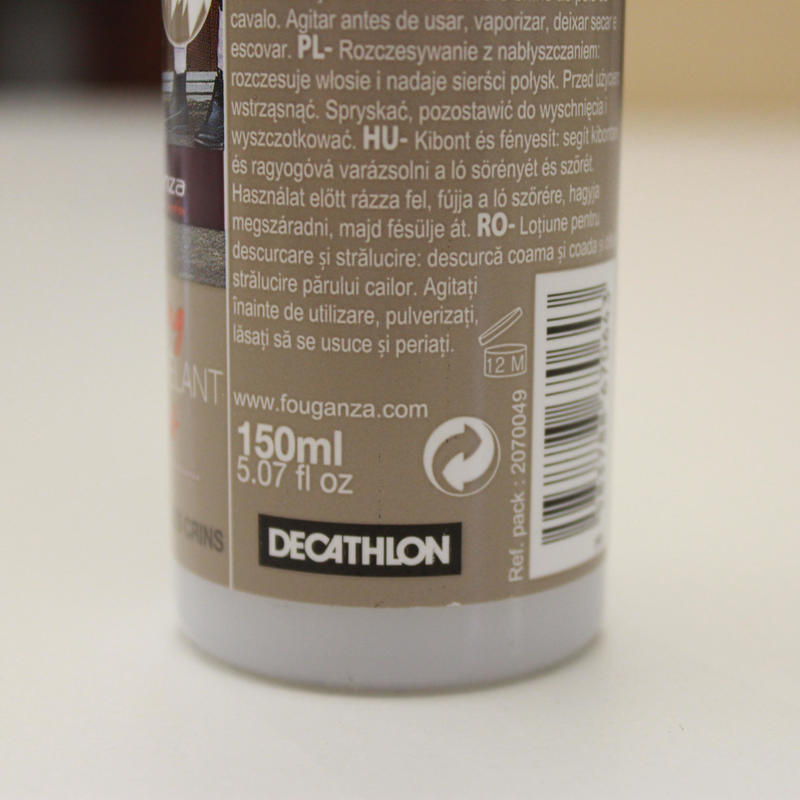 cavalo. Agitar antes de usar, vaporizar, deixar secar e
escovar. PL- Rozczesywanie z nabłyszczaniem:
rozczesuje włosie i nadaje sierści połysk. Przed użyciem
wstrząsnąć. Spryskać, pozostawić do wyschnięcia i
wyszczotkować. HU- Kibont és fényesít: segít kibontani
és ragyogóvá varázsolni a ló sörényét és szőrét.
Használat előtt rázza fel, fújja a ló szőrére, hagyja
megszáradni, majd fésülje át. RO- Loțiune pentru
descurcare și strălucire: descurcă coama și coada și
strălucire părului cailor. Agitați
înainte de utilizare, pulverizați,
lăsați să se usuce și periați.
12 M
www.fouganza.com
150ml
5.07 fl oz
DECATHLON
Ref. pack : 2070049
nza
ELANT
CRINS